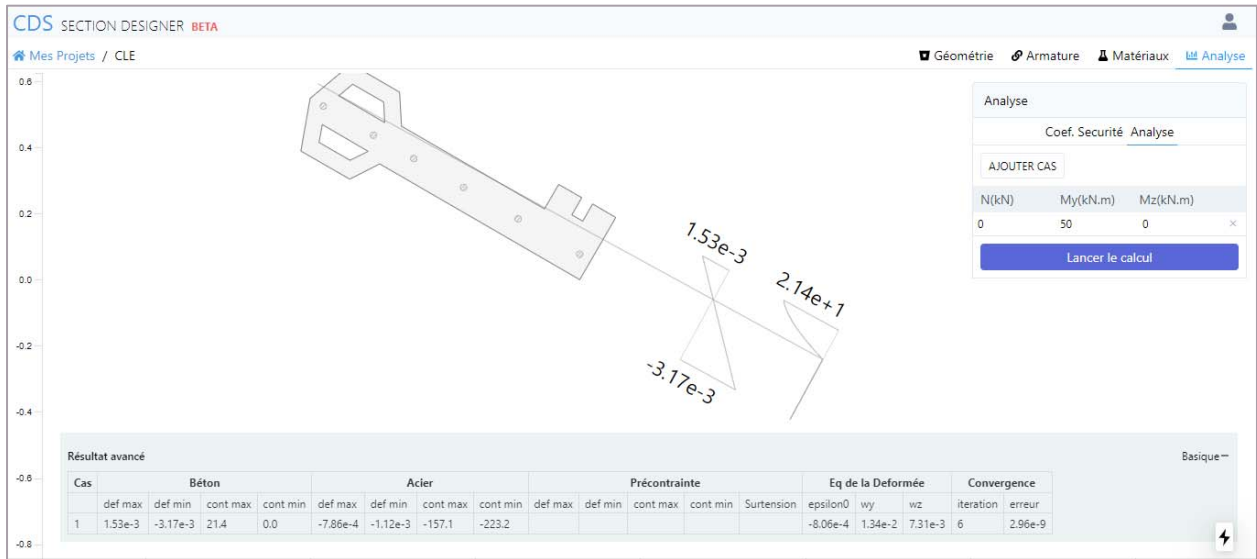 CDS SECTION DESIGNER BETA
Mes Projets / CLE
Géométrie Armature Matériaux Analyse
0.6
0.4
0.2
0.0
-0.2
-0.4
-0.6
-0.8
1.53e-3
2.14e+1
-3.17e-3
Analyse
Coef. Securité Analyse
AJOUTER CAS
N(kN) My(kN.m) Mz(kN.m)
0 50 0 ×
Lancer le calcul
Résultat avancé Basique−
Cas Béton Acier Précontrainte Eq de la Deformée Convergence
def max def min cont max cont min def max def min cont max cont min def max def min cont max cont min Surtension epsilon0 wy wz iteration erreur
1 1.53e-3 -3.17e-3 21.4 0.0 -7.86e-4 -1.12e-3 -157.1 -223.2 -8.06e-4 1.34e-2 7.31e-3 6 2.96e-9